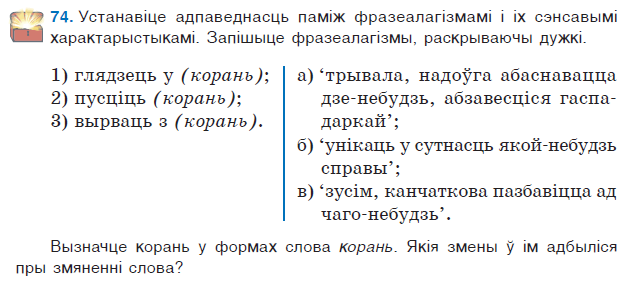 74. Устанавіце адпаведнасць паміж фразеалагізмамі і іх сэнсавымі
характарыстыкамі. Запішыце фразеалагізмы, раскрываючы дужкі.
1) глядзець у (корань);
2) пусціць (корань);
3) вырваць з (корань).
а) ‘трывала, надоўга абаснавацца
дзе-небудзь, абзавесціся гаспа-
даркай’;
б) ‘унікаць у сутнасць якой-небудзь
справы’;
в) ‘зусім, канчаткова пазбавіцца ад
чаго-небудзь’.
Вызначце корань у формах слова корань. Якія змены ў ім адбыліся
пры змяненні слова?